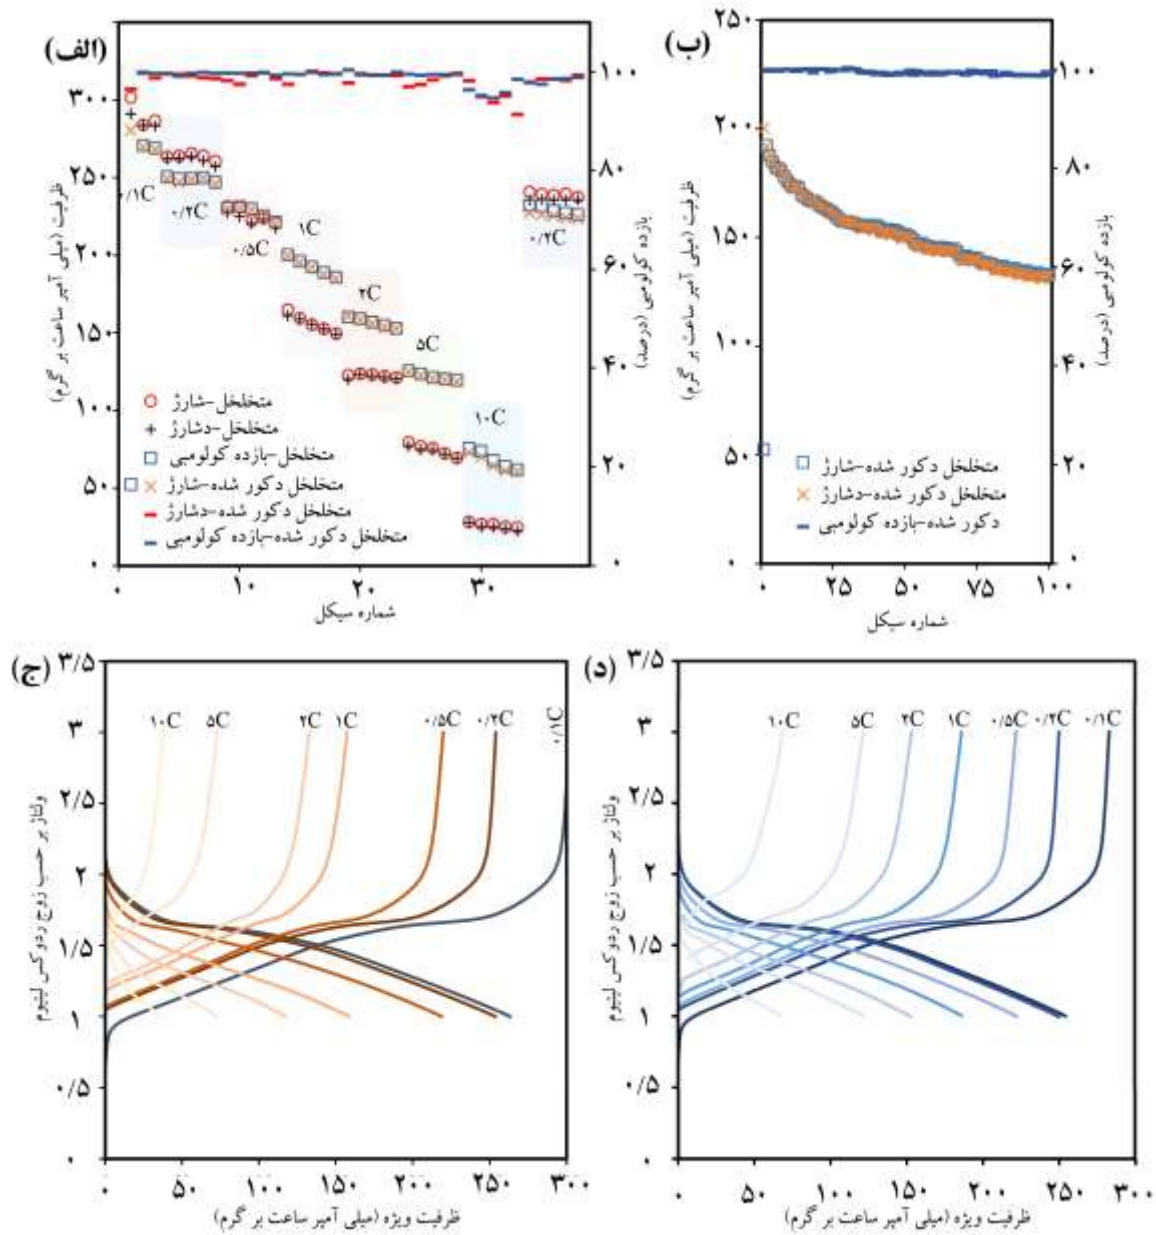 (الف)
۳۰۰
۲۵۰
۲۰۰
۱۵۰
۱۰۰
۵۰
۰
ظرفیت (میلی آمپر ساعت بر گرم)
۱۰۰
۸۰
۶۰
۴۰
۲۰
۰
بازده کولومبی (درصد)
۰/۱C
۰/۲C
۰/۵C
۱C
۲C
۵C
۱۰C
۰/۲C
متخلخل-شارژ
متخلخل-دشارژ
متخلخل-بازده کولومبی
متخلخل دکور شده-شارژ
متخلخل دکور شده-دشارژ
متخلخل دکور شده-بازده کولومبی
۰ ۱۰ ۲۰ ۳۰
شماره سیکل
(ب)
۲۵۰
۲۰۰
۱۵۰
۱۰۰
۵۰
۰
ظرفیت (میلی آمپر ساعت بر گرم)
۱۰۰
۸۰
۶۰
۴۰
۲۰
۰
بازده کولومبی (درصد)
متخلخل دکور شده-شارژ
متخلخل دکور شده-دشارژ
دکور شده-بازده کولومبی
۰ ۲۵ ۵۰ ۷۵ ۱۰۰
شماره سیکل
(ج)
۳/۵
۳
۲/۵
۲
۱/۵
۱
۰/۵
۰
ولتاژ بر حسب زوج ردوکس لیتیوم
۱۰C ۵C ۲C ۱C ۰/۵C ۰/۲C ۰/۱C
۰ ۵۰ ۱۰۰ ۱۵۰ ۲۰۰ ۲۵۰ ۳۰۰
ظرفیت ویژه (میلی آمپر ساعت بر گرم)
(د)
۳/۵
۳
۲/۵
۲
۱/۵
۱
۰/۵
۰
ولتاژ بر حسب زوج ردوکس لیتیوم
۱۰C ۵C ۲C ۱C ۰/۵C ۰/۲C ۰/۱C
۰ ۵۰ ۱۰۰ ۱۵۰ ۲۰۰ ۲۵۰ ۳۰۰
ظرفیت ویژه (میلی آمپر ساعت بر گرم)